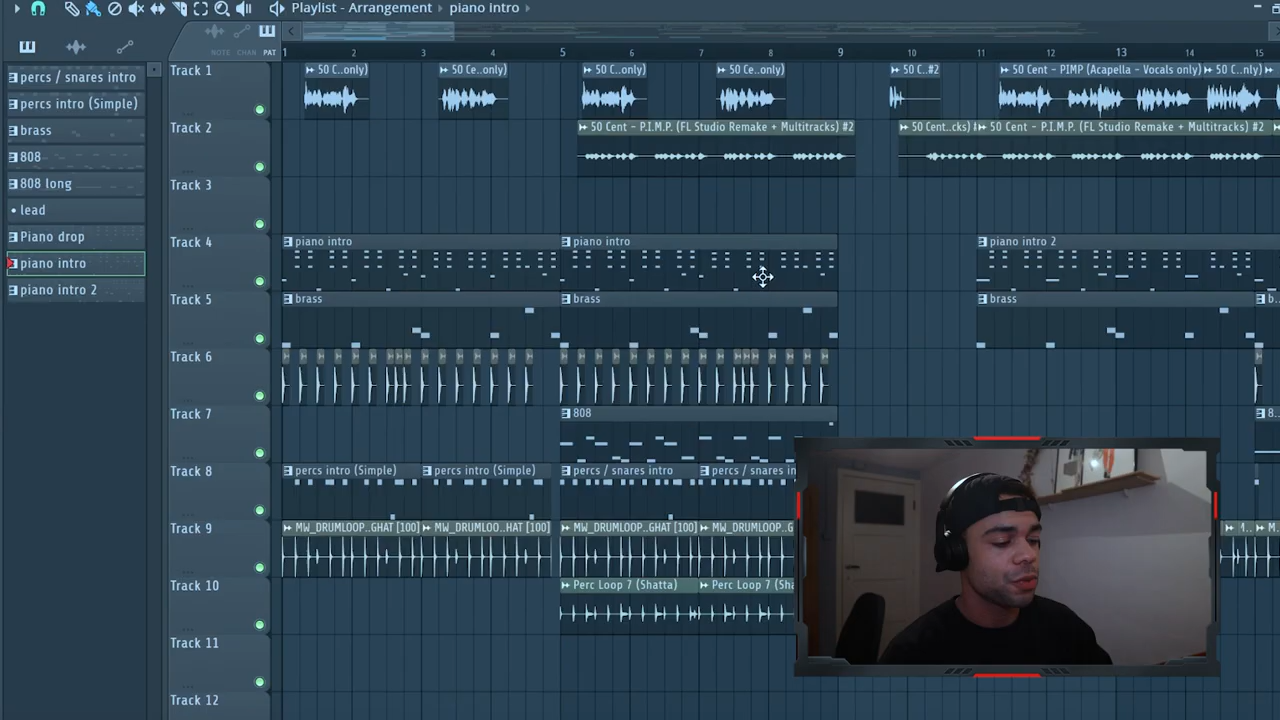 Playlist - Arrangement › piano intro ›
NOTE CHAN PAT
1 2 3 4 5 6 7 8 9 10 11 12 13 14 15
percs / snares intro
percs intro (Simple)
brass
808
808 long
lead
Piano drop
piano intro
piano intro 2
Track 1
50 C..only) 50 Ce..only) 50 C..only) 50 Ce..only) 50 C..#2 50 Cent - PIMP (Acapella - Vocals only) 50 C..nly)
Track 2
50 Cent - P.I.M.P. (FL Studio Remake + Multitracks) #2 50 Cent..cks) 50 Cent - P.I.M.P. (FL Studio Remake + Multitracks) #2
Track 3
Track 4
piano intro piano intro piano intro 2
Track 5
brass brass brass b..
Track 6
Track 7
808 8..
Track 8
percs intro (Simple) percs intro (Simple) percs / snares intro percs / snares in
Track 9
MW_DRUMLOOP..GHAT [100] MW_DRUMLOO..HAT [100] MW_DRUMLOOP..GHAT [100] MW_DRUMLOOP..G M.. M..
Track 10
Perc Loop 7 (Shatta) Perc Loop 7 (Sha
Track 11
Track 12